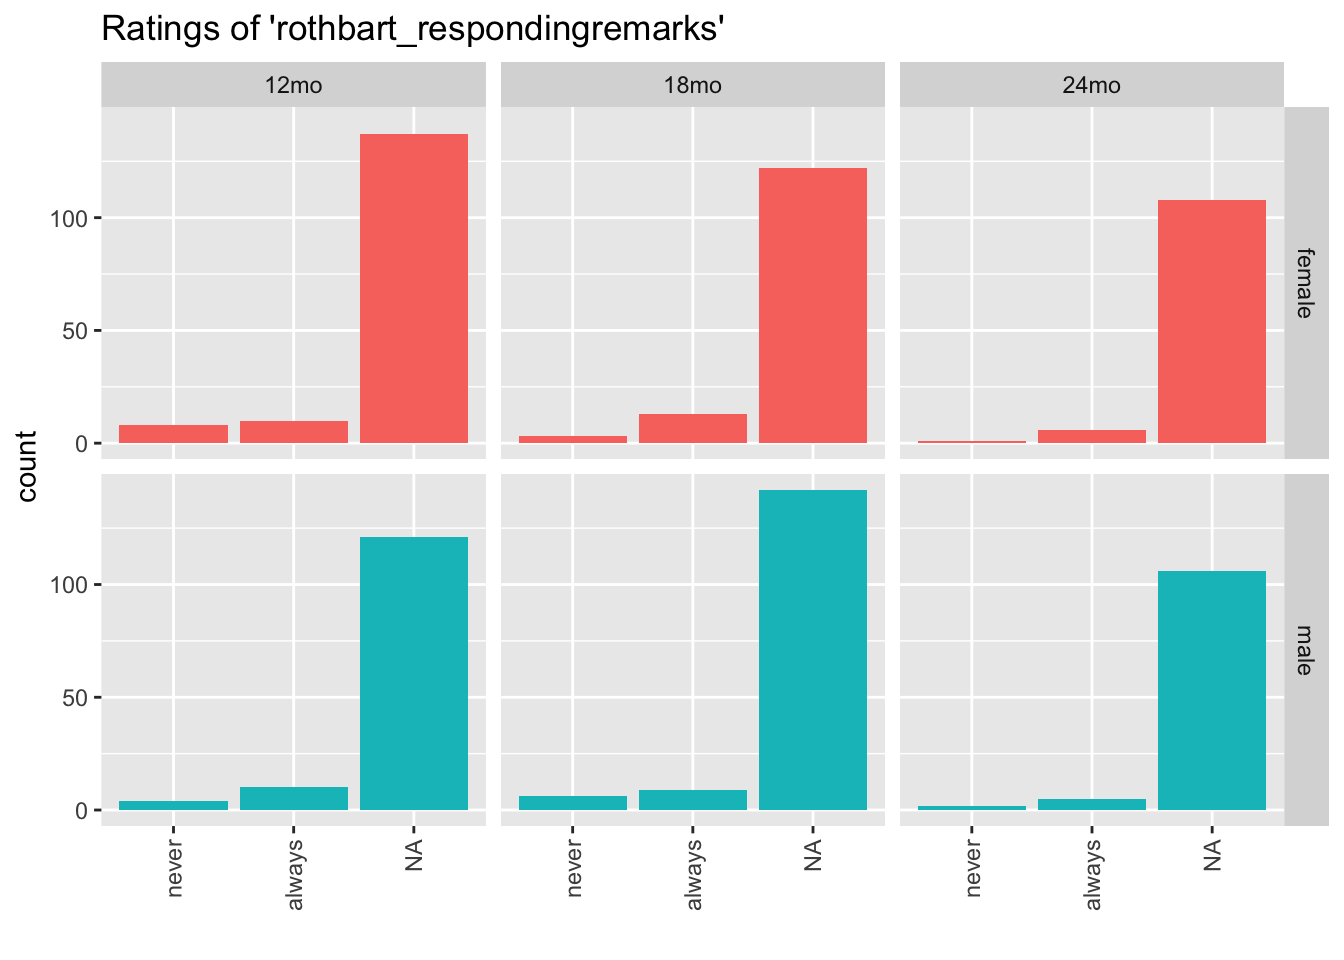 Ratings of 'rothbart_respondingremarks'
12mo 18mo 24mo
count
100
50
0
female
100
50
0
male
never always NA never always NA never always NA